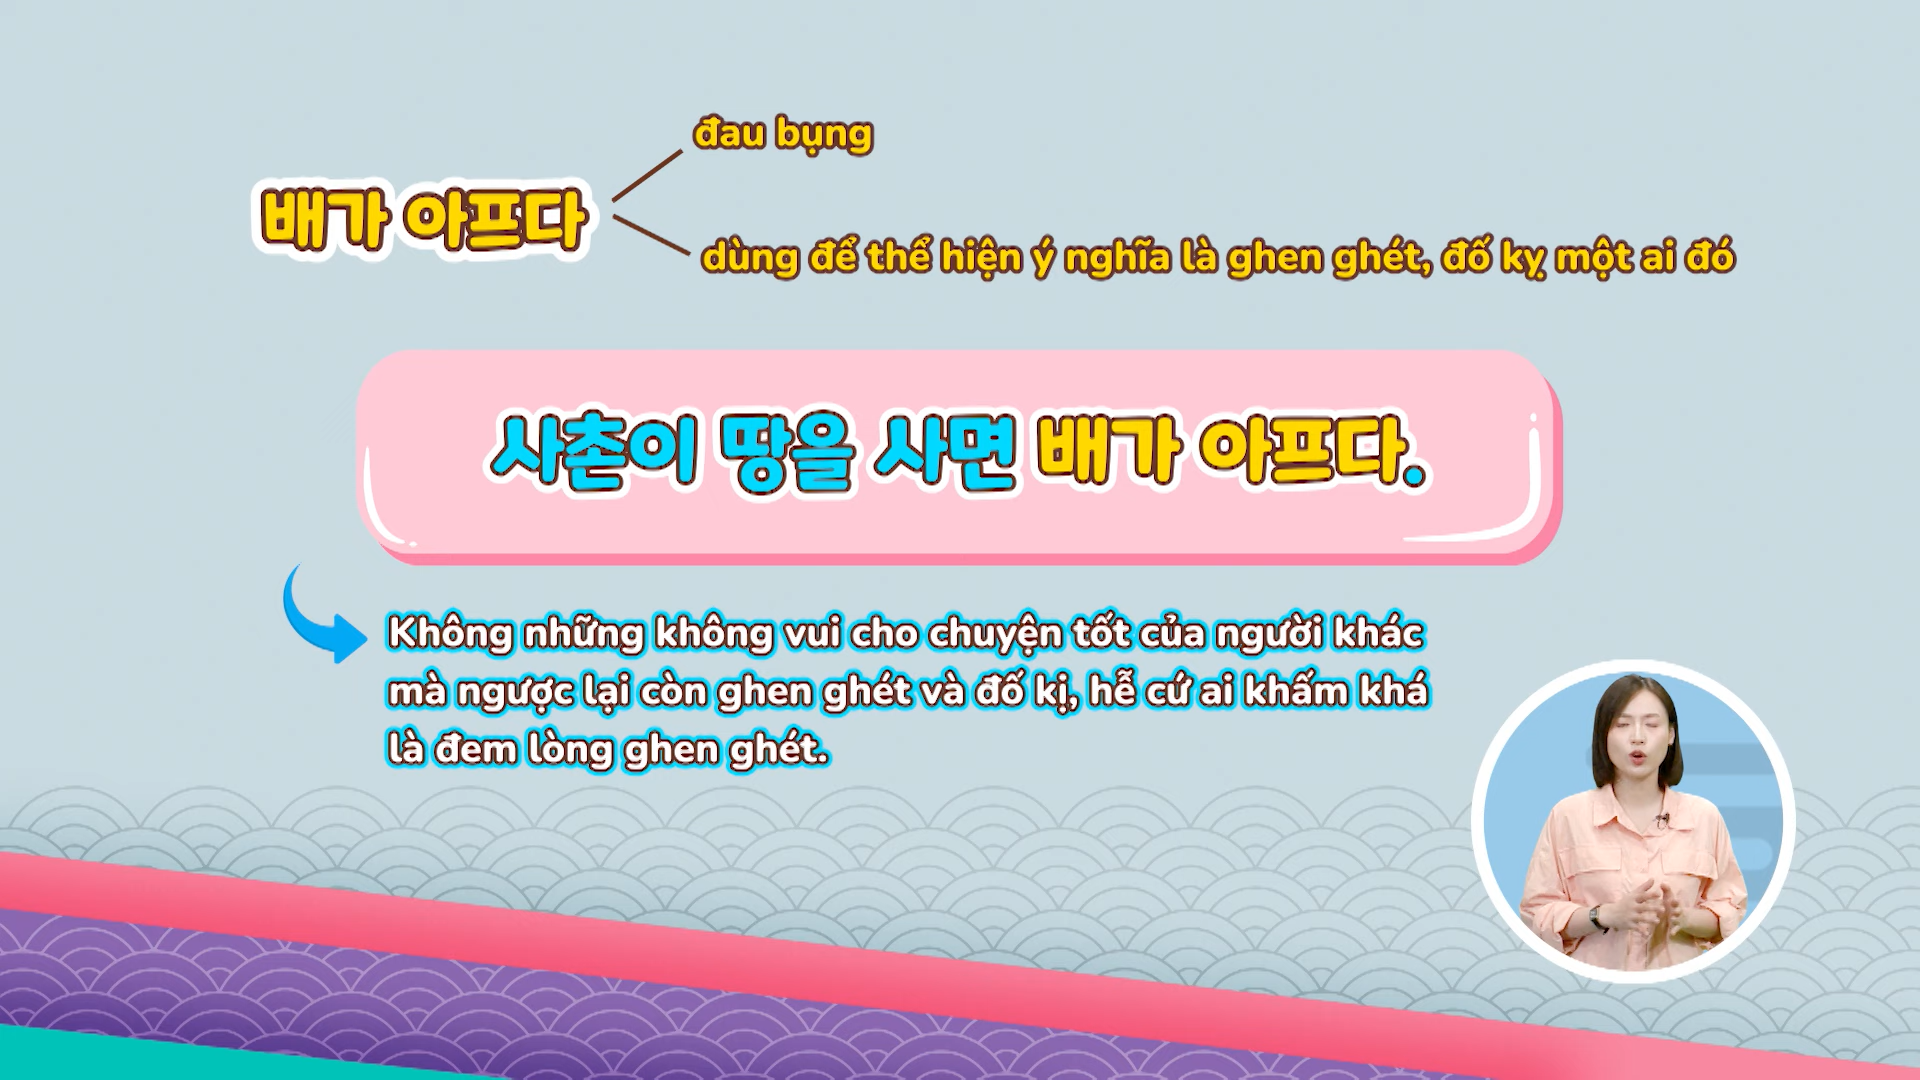 đau bụng
배가 아프다
dùng để thể hiện ý nghĩa là ghen ghét, đố kỵ một ai đó
사촌이 땅을 사면 배가 아프다.
Không những không vui cho chuyện tốt của người khác
mà ngược lại còn ghen ghét và đố kị, hễ cứ ai khấm khá
là đem lòng ghen ghét.